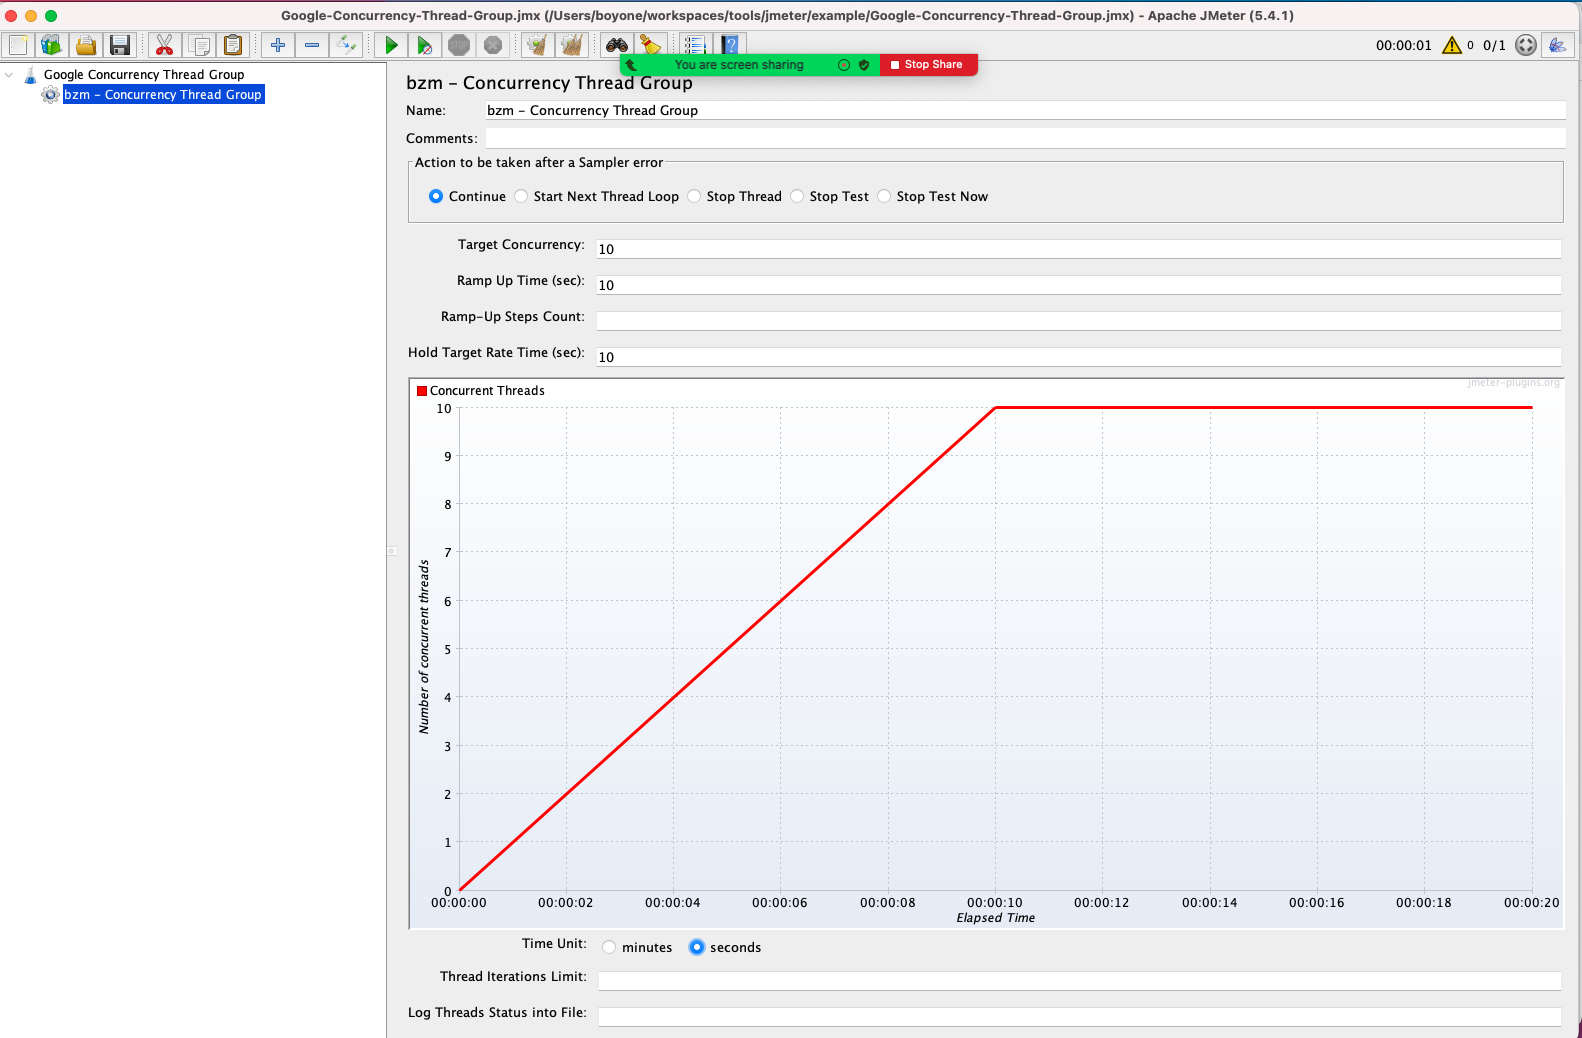 Google-Concurrency-Thread-Group.jmx (/Users/boyone/workspaces/tools/jmeter/example/Google-Concurrency-Thread-Group.jmx) - Apache JMeter (5.4.1)
STOP
00:00:01 0 0/1
You are screen sharing Stop Share
Google Concurrency Thread Group
bzm - Concurrency Thread Group
bzm - Concurrency Thread Group
Name: bzm - Concurrency Thread Group
Comments:
Action to be taken after a Sampler error
Continue Start Next Thread Loop Stop Thread Stop Test Stop Test Now
Target Concurrency: 10
Ramp Up Time (sec): 10
Ramp-Up Steps Count:
Hold Target Rate Time (sec): 10
jmeter-plugins.org
Concurrent Threads
10
9
8
7
6
5
4
3
2
1
0
Number of concurrent threads
00:00:00 00:00:02 00:00:04 00:00:06 00:00:08 00:00:10 00:00:12 00:00:14 00:00:16 00:00:18 00:00:20
Elapsed Time
Time Unit: minutes seconds
Thread Iterations Limit:
Log Threads Status into File: